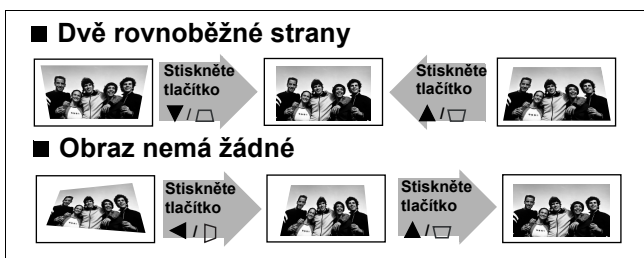 ■ Dvě rovnoběžné strany
Stiskněte
tlačítko
▼/⏢
Stiskněte
tlačítko
▲/▽
■ Obraz nemá žádné
Stiskněte
tlačítko
◄/▯
Stiskněte
tlačítko
▲/▽